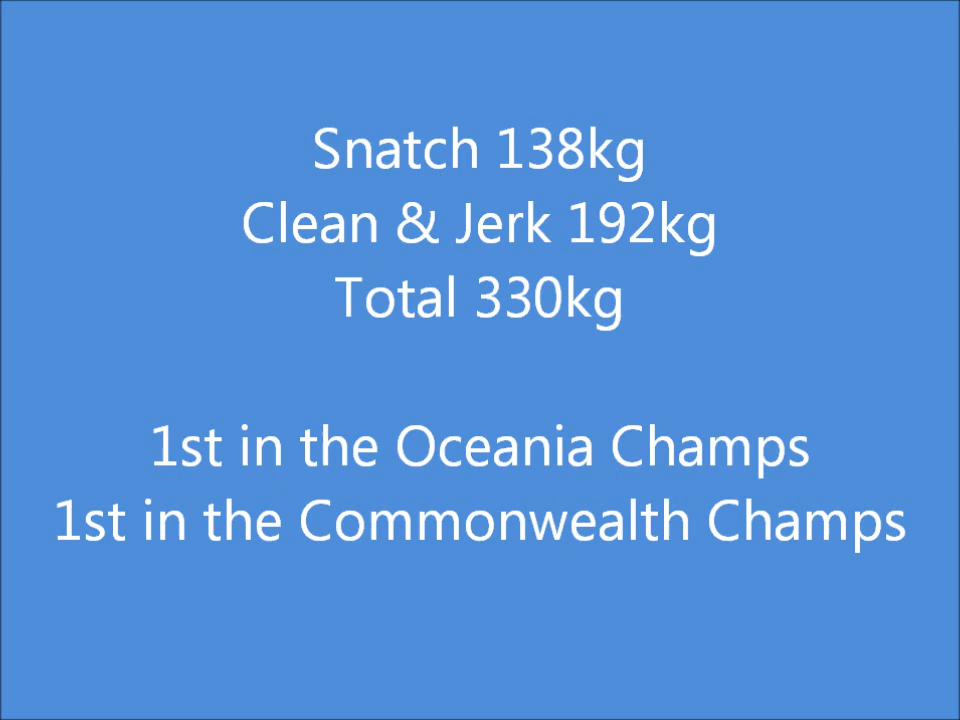 Snatch 138kg
Clean & Jerk 192kg
Total 330kg
1st in the Oceania Champs
1st in the Commonwealth Champs